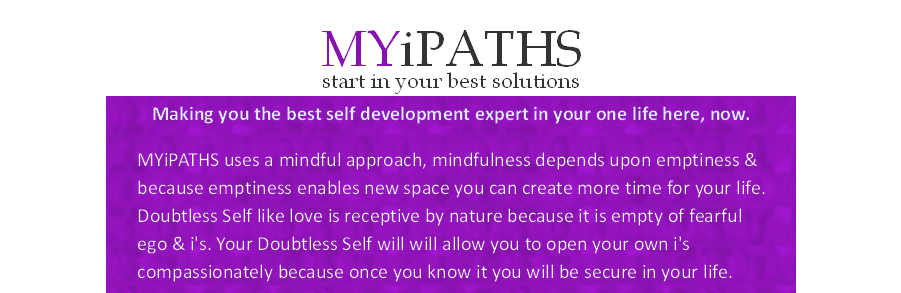 MYiPATHS
start in your best solutions
Making you the best self development expert in your one life here, now.
MYiPATHS uses a mindful approach, mindfulness depends upon emptiness &
because emptiness enables new space you can create more time for your life.
Doubtless Self like love is receptive by nature because it is empty of fearful
ego & i's. Your Doubtless Self will will allow you to open your own i's
compassionately because once you know it you will be secure in your life.